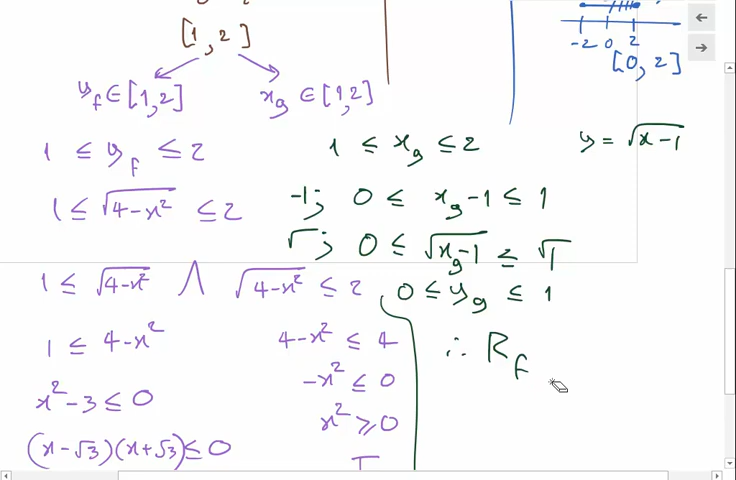 [1, 2]
-2 0 2
[0, 2]
y_f ∈ [1, 2]
x_g ∈ [1, 2]
1 ≤ y_f ≤ 2
1 ≤ √(4-x²) ≤ 2
1 ≤ √(4-x²) ∧ √(4-x²) ≤ 2
1 ≤ 4-x²
4-x² ≤ 4
x²-3 ≤ 0
-x² ≤ 0
x² ≥ 0
(x-√3)(x+√3) ≤ 0
1 ≤ x_g ≤ 2
y = √(x-1)
-1; 0 ≤ x_g-1 ≤ 1
√; 0 ≤ √(x_g-1) ≤ √1
0 ≤ y_g ≤ 1
∴ R_f